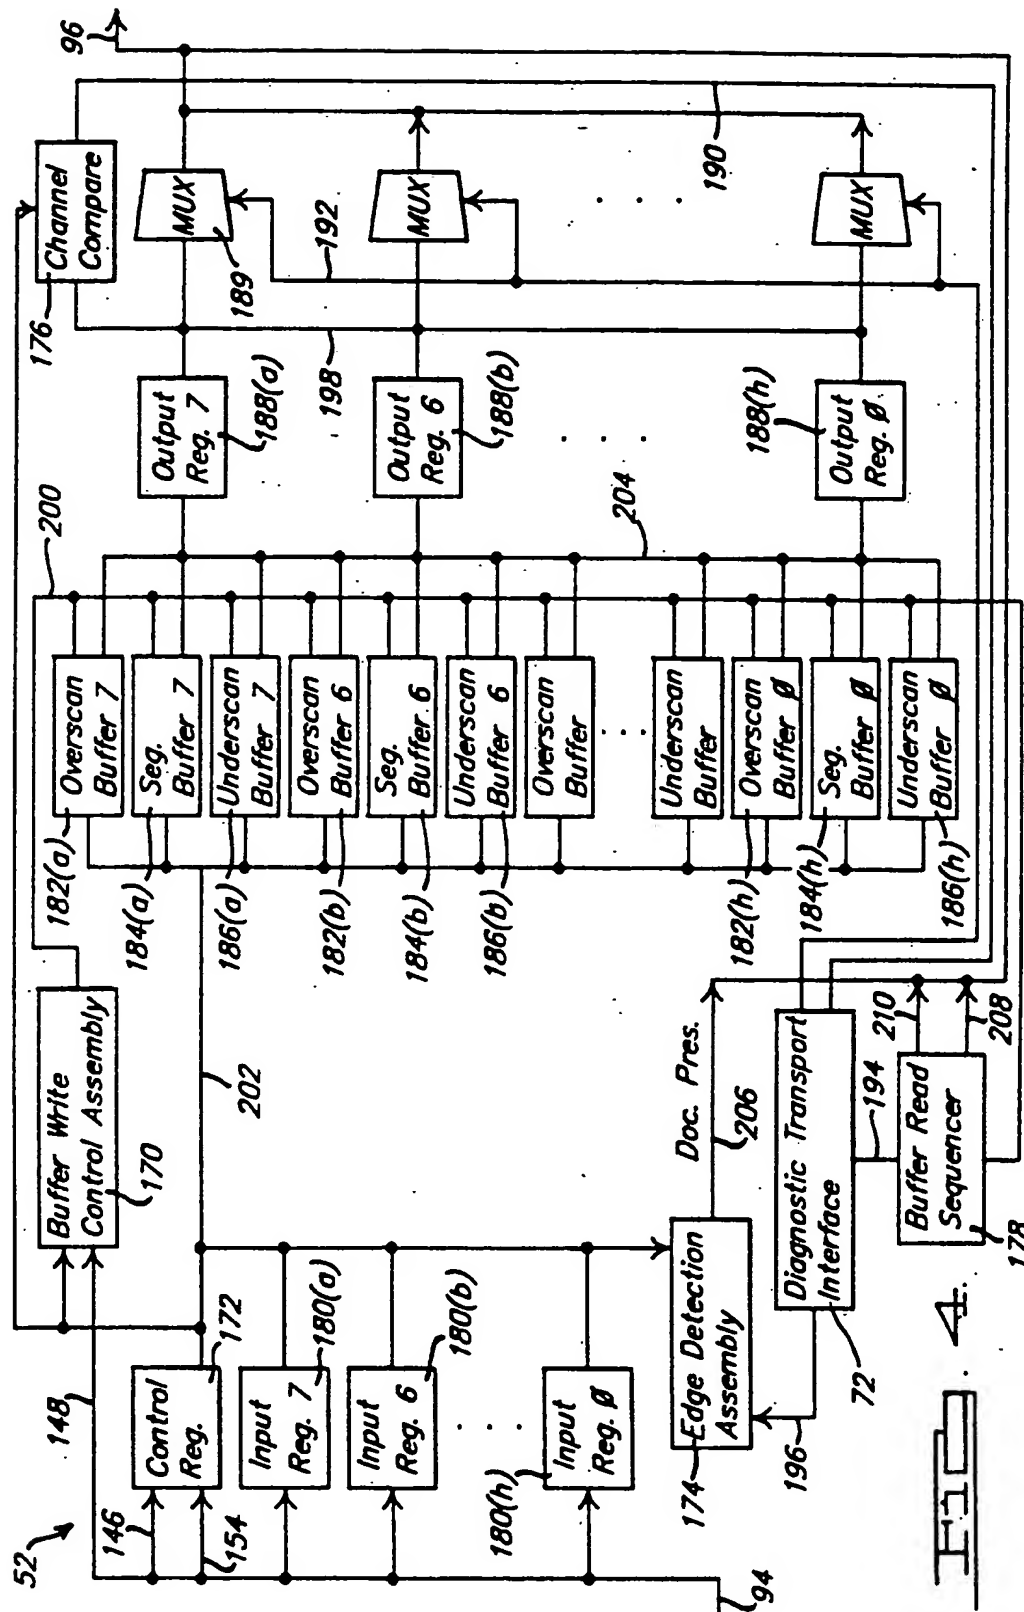 52
148
146
154
94
Control
Reg.
172
Input
Reg. 7
180(a)
Input
Reg. 6
180(b)
. . .
Input
Reg. Ø
180(h)
Buffer Write
Control Assembly
170
202
Edge Detection
Assembly
174
Doc. Pres.
206
196
Diagnostic Transport
Interface
72
194
Buffer Read
Sequencer
178
210
208
200
Overscan
Buffer 7
182(a)
Seg.
Buffer 7
184(a)
Underscan
Buffer 7
186(a)
Overscan
Buffer 6
182(b)
Seg.
Buffer 6
184(b)
Underscan
Buffer 6
186(b)
Overscan
Buffer
. . .
Underscan
Buffer
Overscan
Buffer Ø
182(h)
Seg.
Buffer Ø
184(h)
Underscan
Buffer Ø
186(h)
204
Output
Reg. 7
188(a)
Output
Reg. 6
188(b)
. . . .
Output
Reg. Ø
188(h)
176
Channel
Compare
198
192
189
MUX
MUX
. . . .
MUX
190
96
FIG. 4.